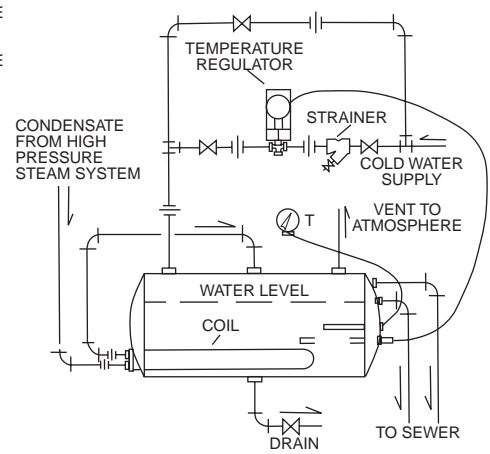 E
E
TEMPERATURE
REGULATOR
STRAINER
CONDENSATE
FROM HIGH
PRESSURE
STEAM SYSTEM
COLD WATER
SUPPLY
T
VENT TO
ATMOSPHERE
WATER LEVEL
COIL
TO SEWER
DRAIN